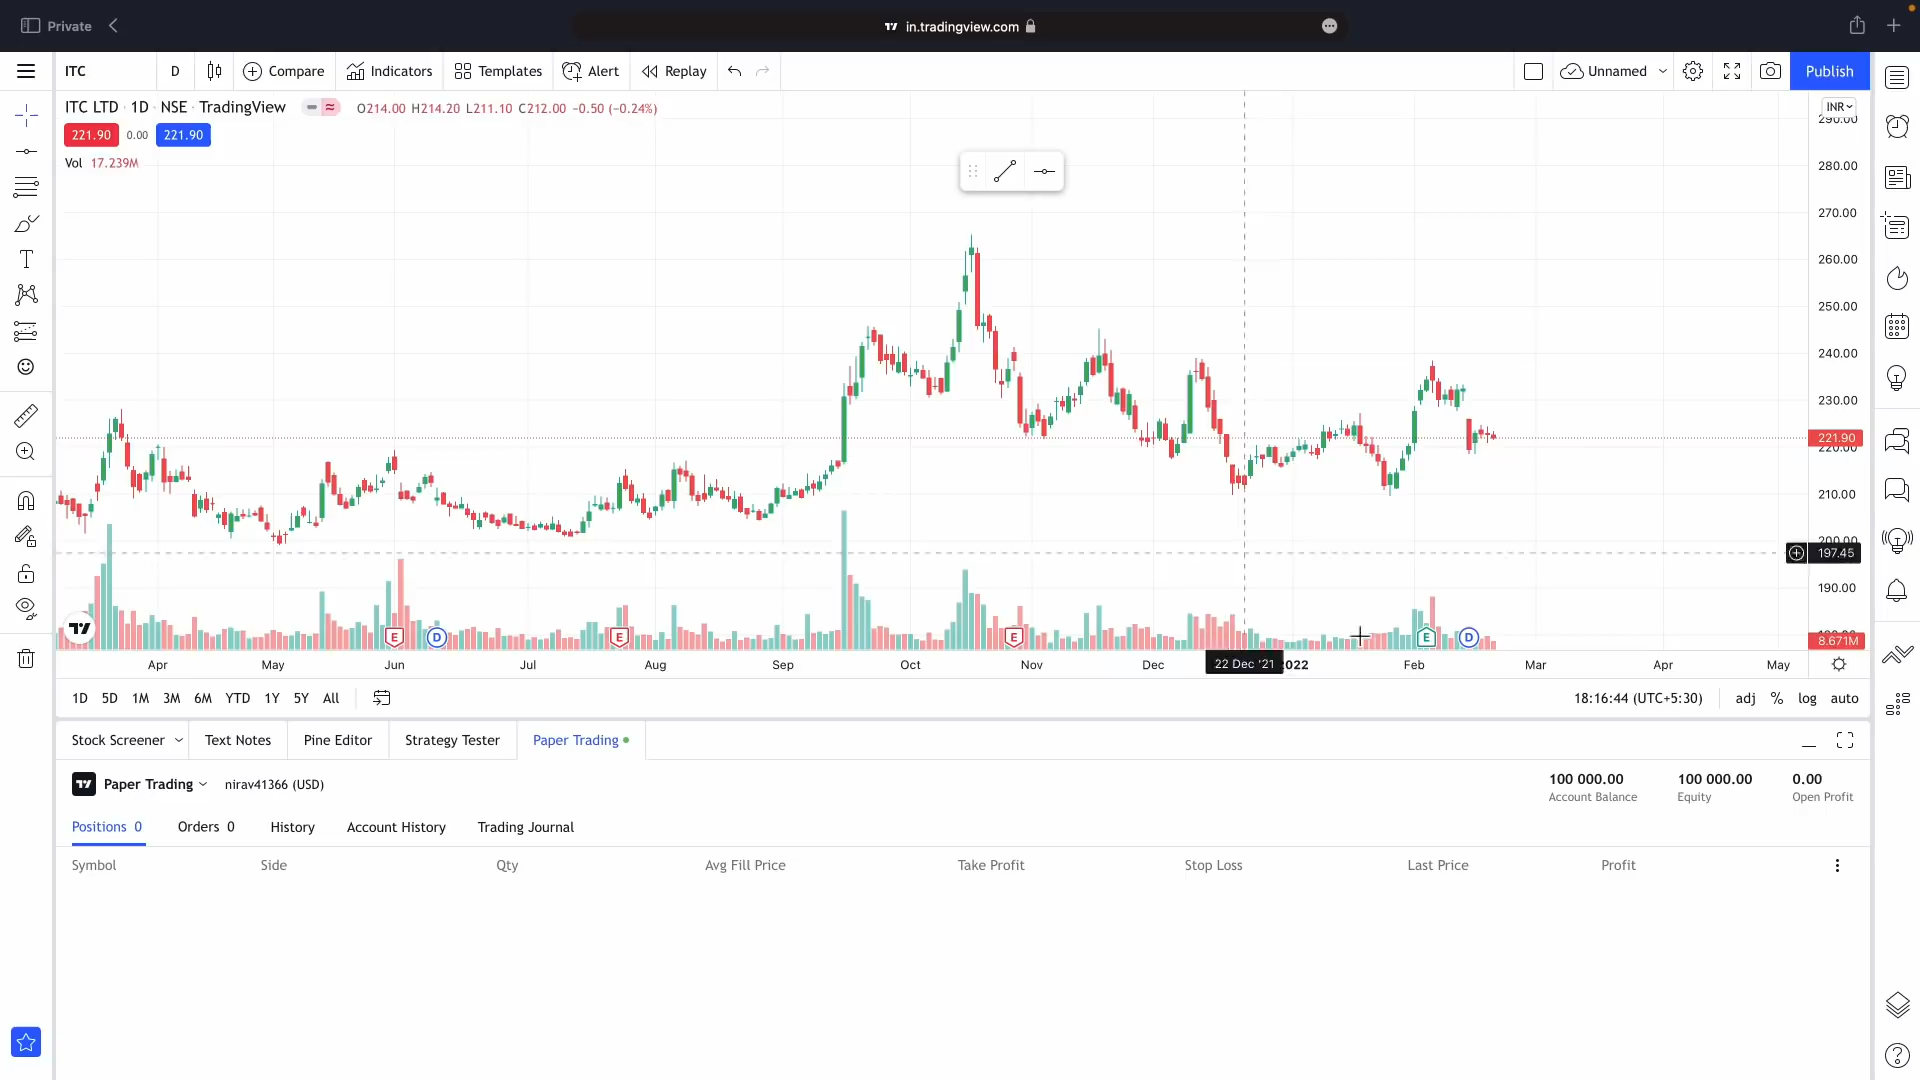 Private
in.tradingview.com
ITC
D
Compare
Indicators
Templates
Alert
Replay
Unnamed
Publish
ITC LTD · 1D · NSE · TradingView
O214.00 H214.20 L211.10 C212.00 −0.50 (−0.24%)
INR
290.00
221.90
0.00
221.90
Vol 17.239M
280.00
270.00
260.00
250.00
240.00
230.00
221.90
220.00
210.00
200.00
197.45
190.00
8.671M
E
D
E
E
E
D
Apr
May
Jun
Jul
Aug
Sep
Oct
Nov
Dec
22 Dec '21
2022
Feb
Mar
Apr
May
1D
5D
1M
3M
6M
YTD
1Y
5Y
All
18:16:44 (UTC+5:30)
adj
%
log
auto
Stock Screener
Text Notes
Pine Editor
Strategy Tester
Paper Trading
Paper Trading
nirav41366 (USD)
100 000.00
Account Balance
100 000.00
Equity
0.00
Open Profit
Positions 0
Orders 0
History
Account History
Trading Journal
Symbol
Side
Qty
Avg Fill Price
Take Profit
Stop Loss
Last Price
Profit